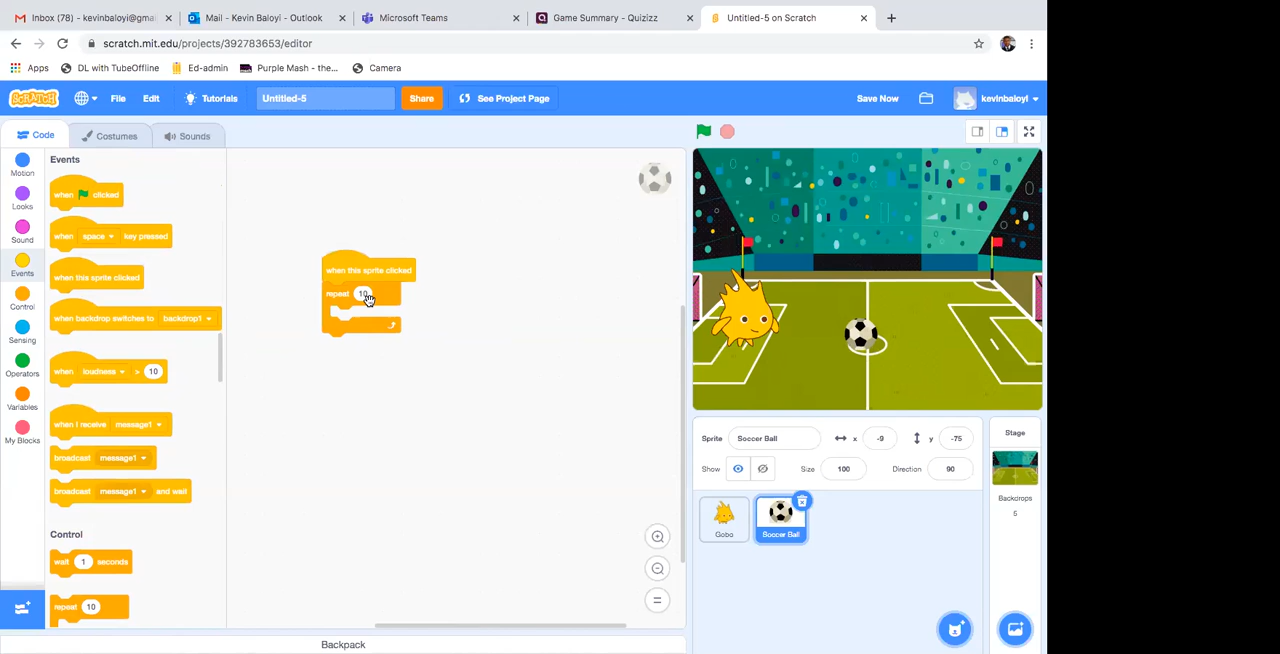 Inbox (78) - kevinbaloyi@gma
Mail - Kevin Baloyi - Outlook
Microsoft Teams
Game Summary - Quizizz
Untitled-5 on Scratch
scratch.mit.edu/projects/392783653/editor
Apps
DL with TubeOffline
Ed-admin
Purple Mash - the...
Camera
SCRATCH
File
Edit
Tutorials
Untitled-5
Share
See Project Page
Save Now
kevinbaloyi
Code
Costumes
Sounds
Motion
Looks
Sound
Events
Control
Sensing
Operators
Variables
My Blocks
Events
when clicked
when space key pressed
when this sprite clicked
when backdrop switches to backdrop1
when loudness > 10
when I receive message1
broadcast message1
broadcast message1 and wait
Control
wait 1 seconds
repeat 10
when this sprite clicked
repeat 10
Sprite Soccer Ball x -9 y -75
Show Size 100 Direction 90
Gobo
Soccer Ball
Stage
Backdrops
5
Backpack